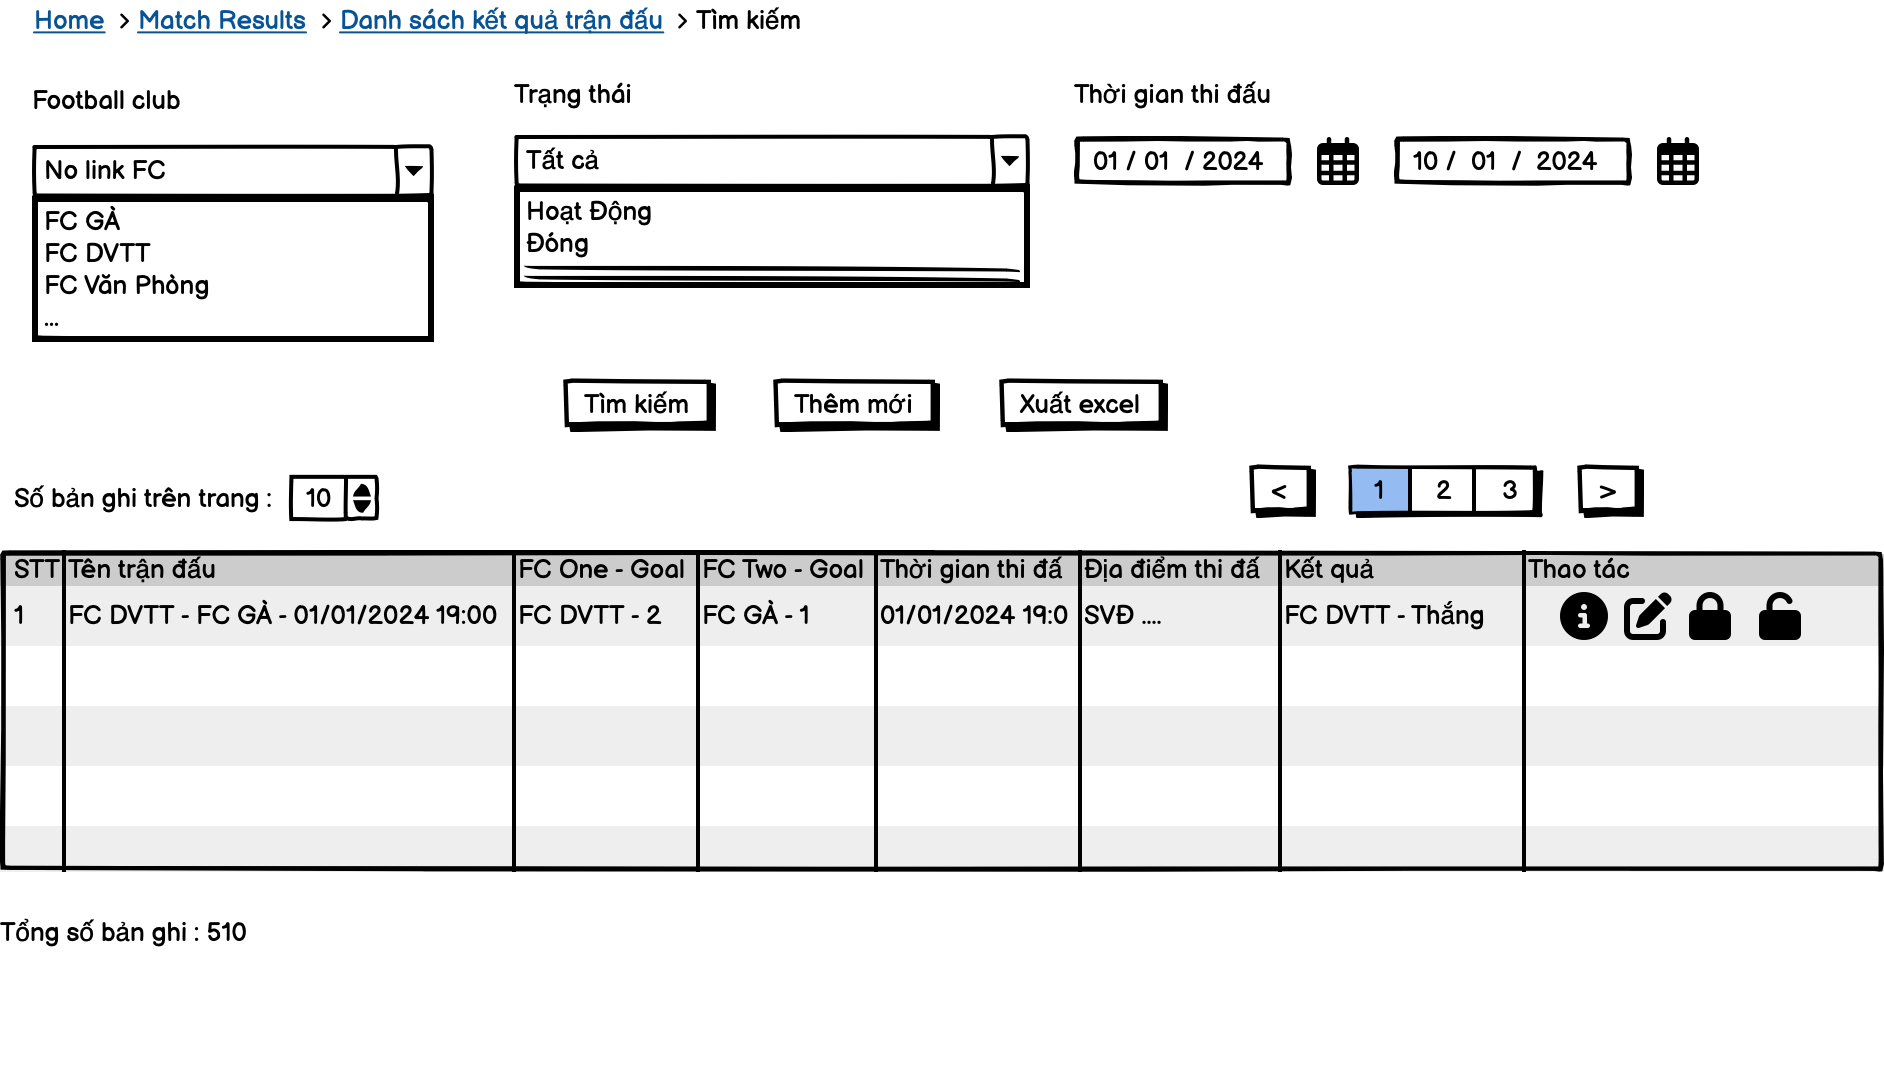 Home > Match Results > Danh sách kết quả trận đấu > Tìm kiếm
Football club
Trạng thái
Thời gian thi đấu
No link FC
FC GÀ
FC DVTT
FC Văn Phòng
...
Tất cả
Hoạt Động
Đóng
01 / 01 / 2024
10 / 01 / 2024
Tìm kiếm
Thêm mới
Xuất excel
Số bản ghi trên trang : 10
< 1 2 3 >
STT Tên trận đấu FC One - Goal FC Two - Goal Thời gian thi đấ Địa điểm thi đấ Kết quả Thao tác
1 FC DVTT - FC GÀ - 01/01/2024 19:00 FC DVTT - 2 FC GÀ - 1 01/01/2024 19:0 SVĐ .... FC DVTT - Thắng
Tổng số bản ghi : 510